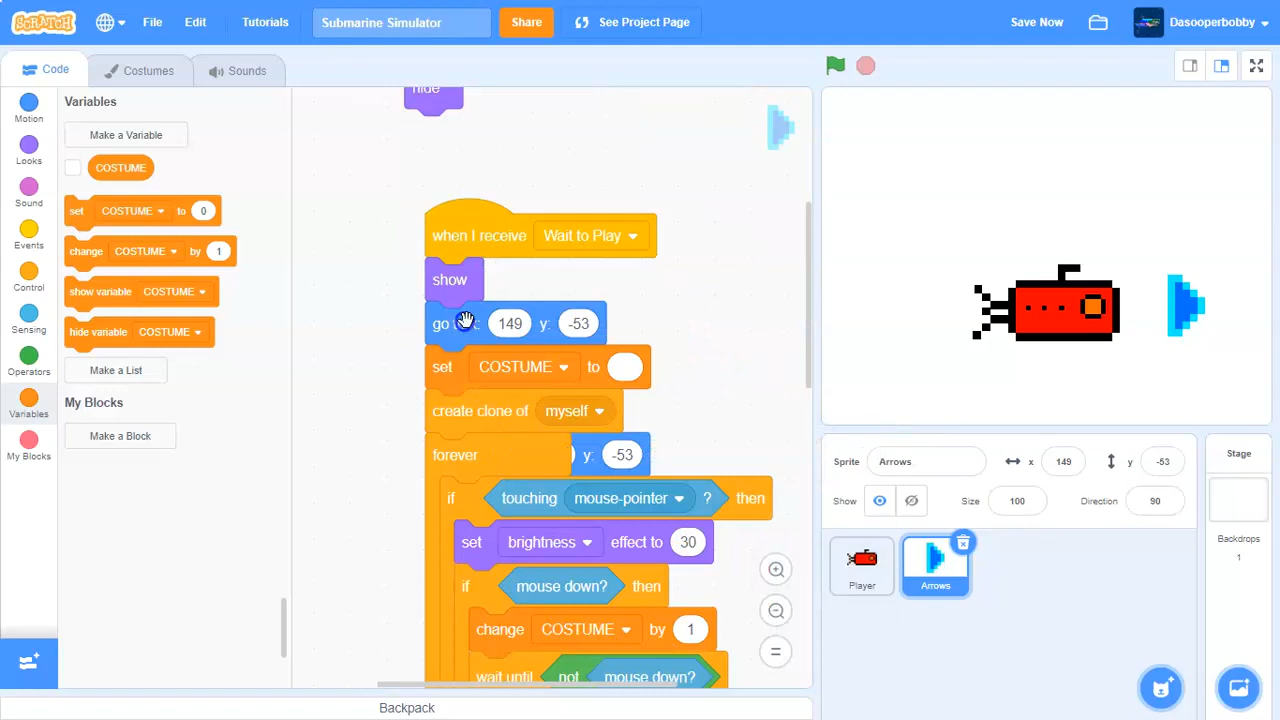 SCRATCH File Edit Tutorials Submarine Simulator Share See Project Page Save Now Dasooperbobby
Code Costumes Sounds
Motion
Looks
Sound
Events
Control
Sensing
Operators
Variables
My Blocks
Variables
Make a Variable
COSTUME
set COSTUME to 0
change COSTUME by 1
show variable COSTUME
hide variable COSTUME
Make a List
My Blocks
Make a Block
hide
when I receive Wait to Play
show
go x: 149 y: -53
set COSTUME to
create clone of myself
forever y: -53
if touching mouse-pointer ? then
set brightness effect to 30
if mouse down? then
change COSTUME by 1
wait until not mouse down?
Backpack
Sprite Arrows x 149 y -53
Show Size 100 Direction 90
Player
Arrows
Stage
Backdrops
1